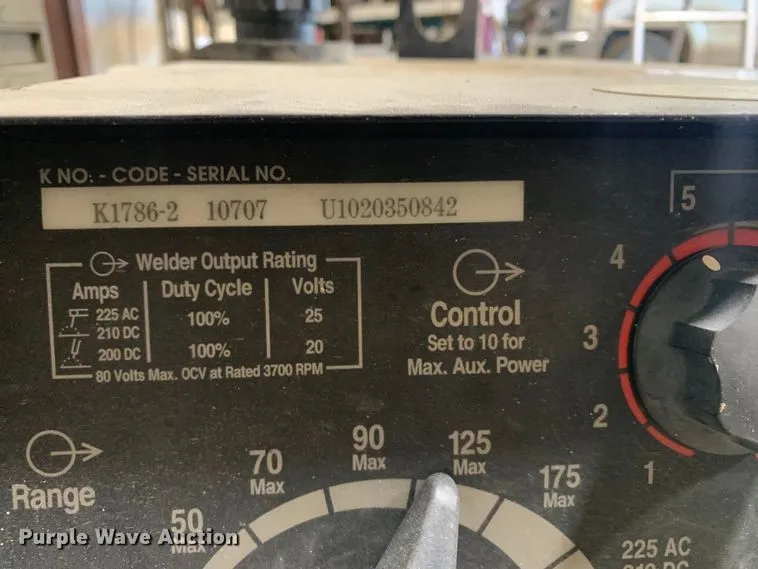 K NO. - CODE - SERIAL NO.
K1786-2 10707 U1020350842
Welder Output Rating
Amps Duty Cycle Volts
225 AC
210 DC 100% 25
200 DC 100% 20
80 Volts Max. OCV at Rated 3700 RPM
Control
Set to 10 for
Max. Aux. Power
5
4
3
2
1
Range
50
Max
70
Max
90
Max
125
Max
175
Max
225 AC
210 DC
Purple Wave Auction